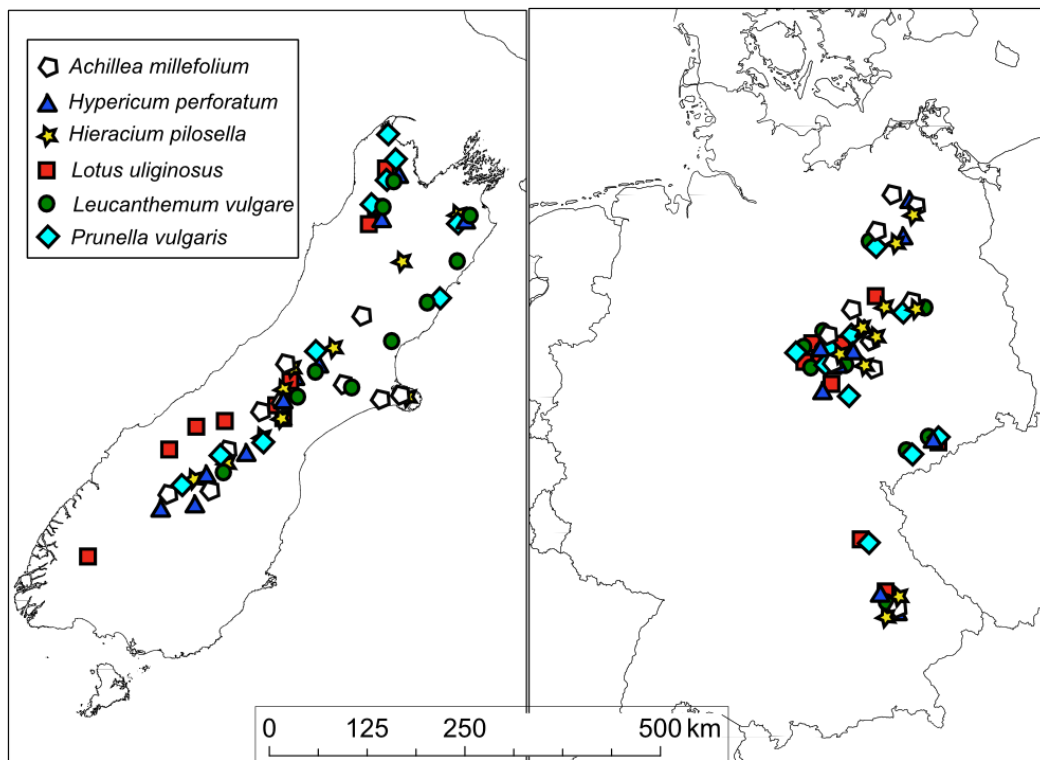 Achillea millefolium
Hypericum perforatum
Hieracium pilosella
Lotus uliginosus
Leucanthemum vulgare
Prunella vulgaris
0 125 250 500 km